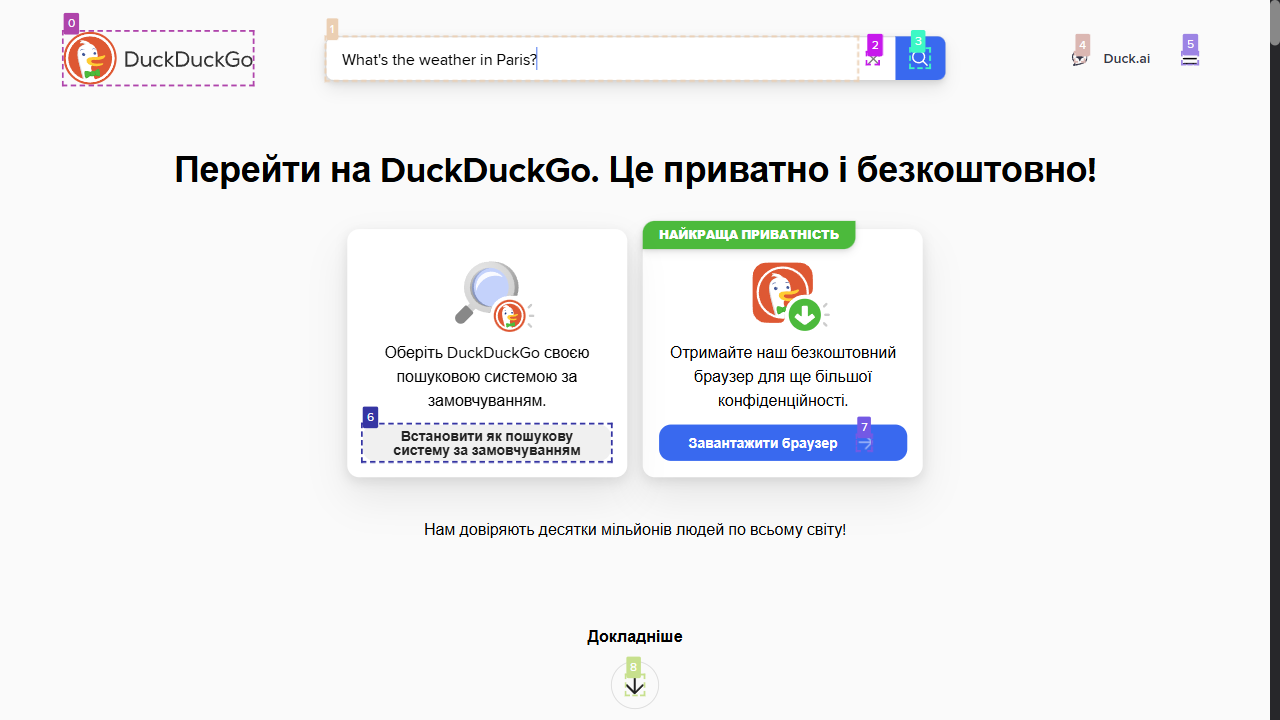 0
1
2
3
4
5
DuckDuckGo
What's the weather in Paris?
Duck.ai
Перейти на DuckDuckGo. Це приватно і безкоштовно!
НАЙКРАЩА ПРИВАТНІСТЬ
Оберіть DuckDuckGo своєю
пошуковою системою за
замовчуванням.
6
Встановити як пошукову
систему за замовчуванням
Отримайте наш безкоштовний
браузер для ще більшої
конфіденційності.
7
Завантажити браузер
Нам довіряють десятки мільйонів людей по всьому світу!
Докладніше
8